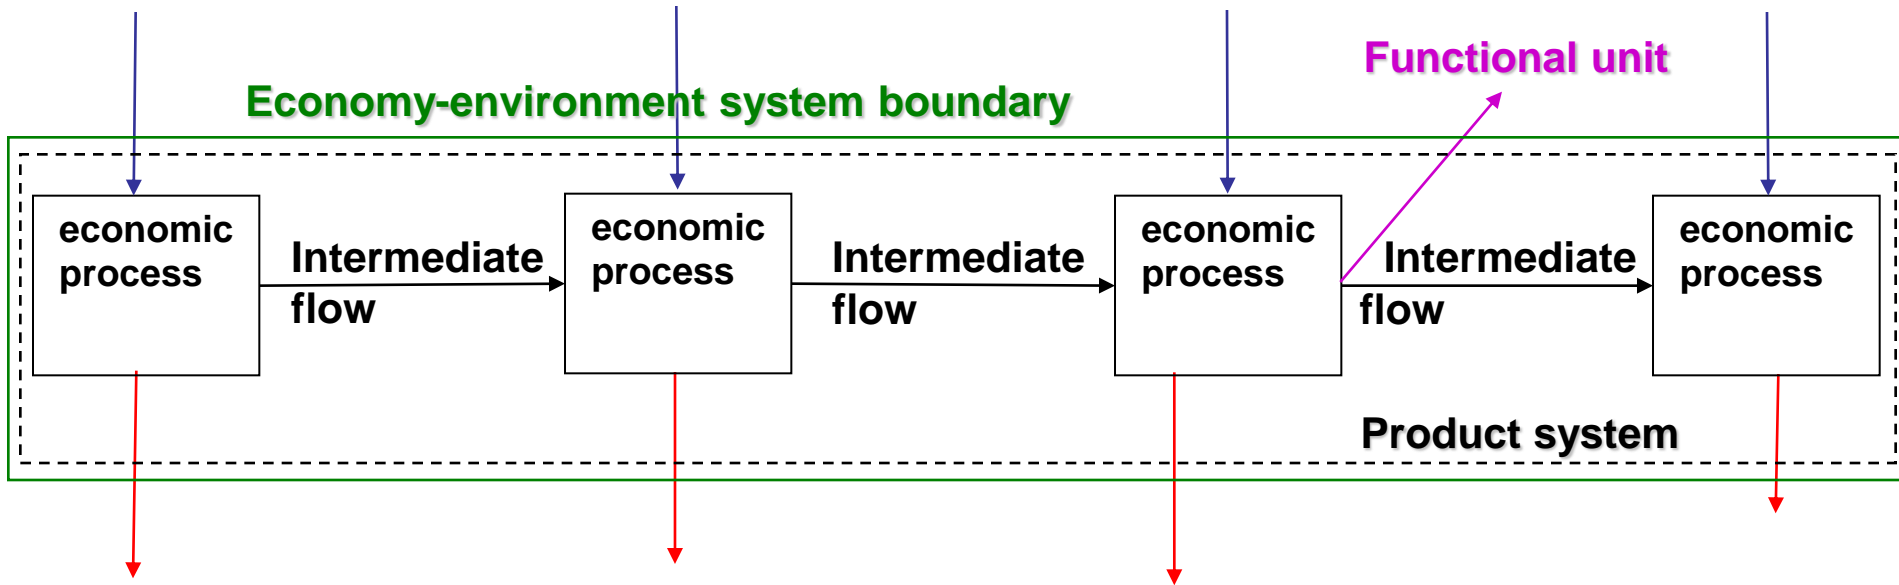 Functional unit
Economy-environment system boundary
economic
process
Intermediate
flow
economic
process
Intermediate
flow
economic
process
Intermediate
flow
economic
process
Product system